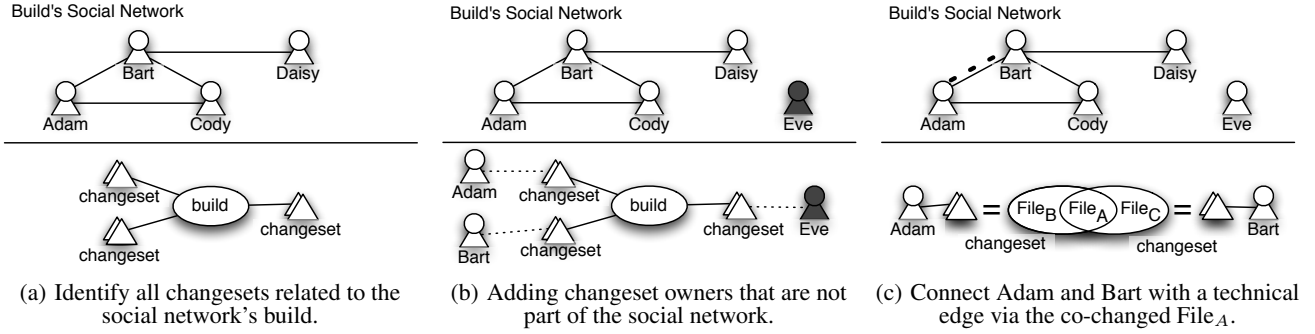 Build's Social Network
Bart
Daisy
Adam
Cody
changeset
build
changeset
changeset
(a) Identify all changesets related to the
social network's build.
Build's Social Network
Bart
Daisy
Adam
Cody
Eve
Adam
changeset
build
changeset
Eve
Bart
changeset
(b) Adding changeset owners that are not
part of the social network.
Build's Social Network
Bart
Daisy
Adam
Cody
Eve
Adam
=
File_B
File_A
File_C
=
Bart
changeset
changeset
(c) Connect Adam and Bart with a technical
edge via the co-changed File_A.